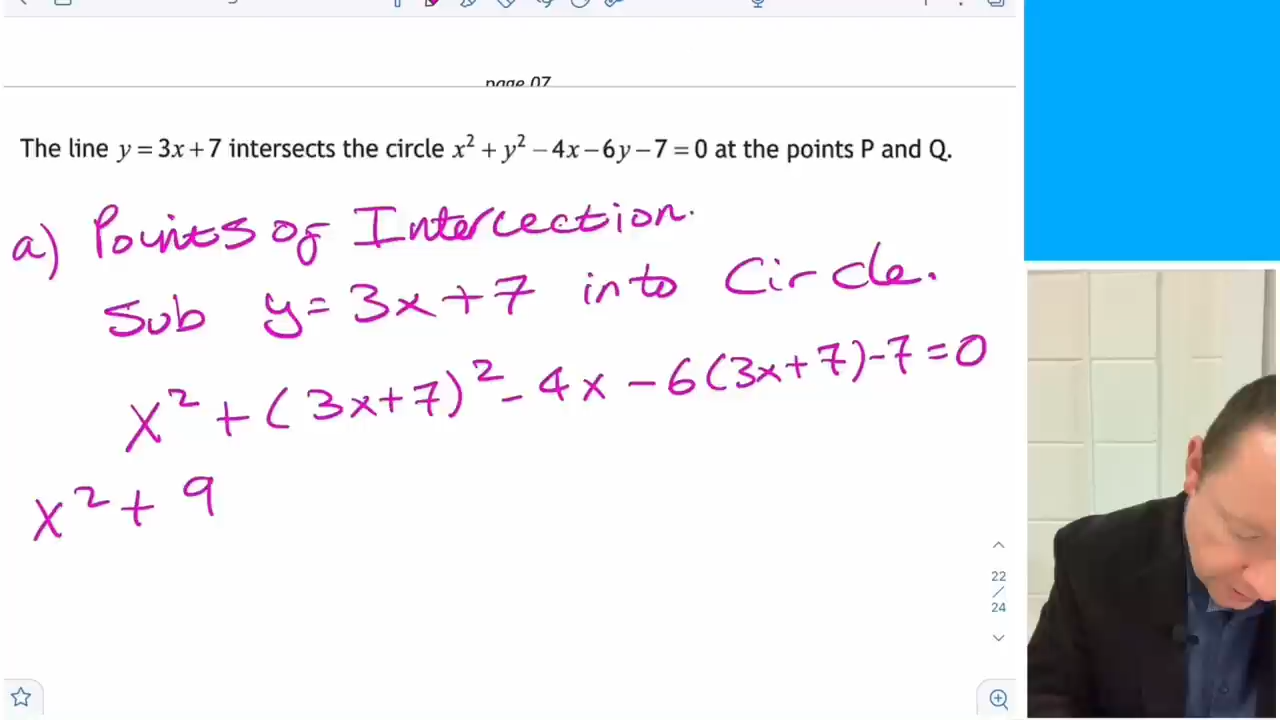 page 07
The line y = 3x + 7 intersects the circle x² + y² − 4x − 6y − 7 = 0 at the points P and Q.
a) Points of Intercection.
Sub y = 3x + 7 into Circle.
x² + (3x+7)² − 4x − 6(3x+7) − 7 = 0
x² + 9
22
/
24